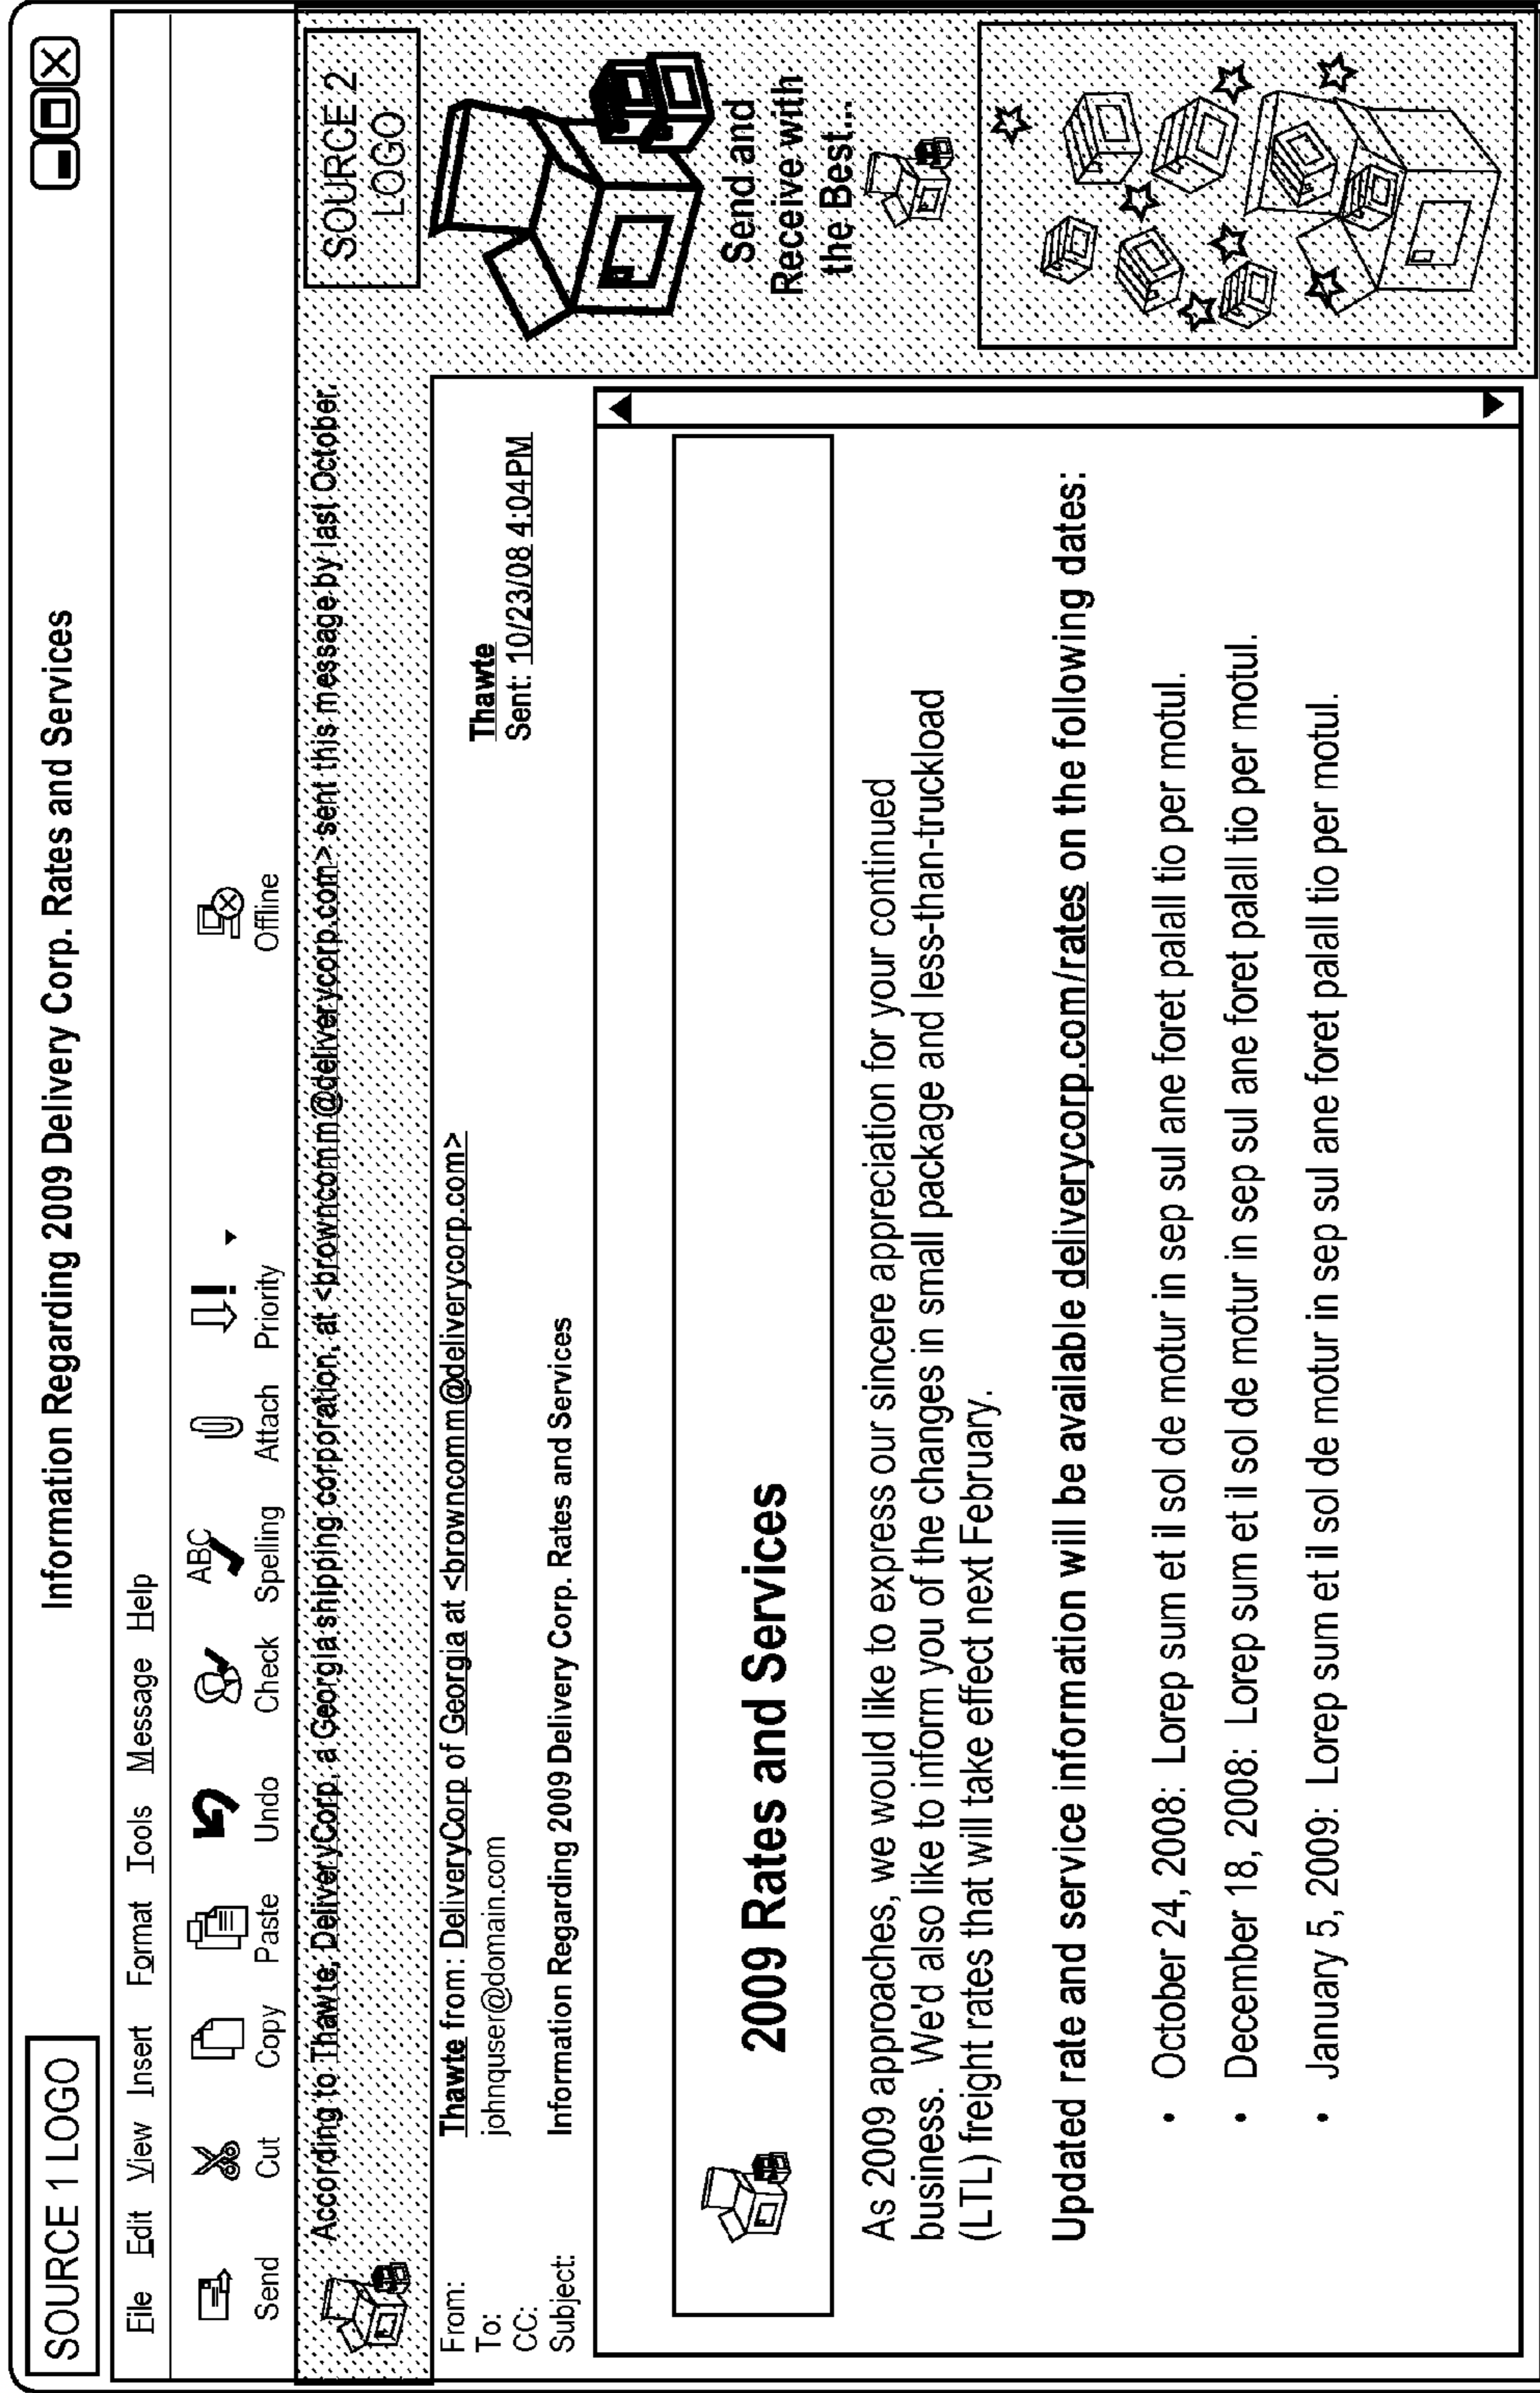 SOURCE 1 LOGO
Information Regarding 2009 Delivery Corp. Rates and Services
File Edit View Insert Format Tools Message Help
ABC
Send Cut Copy Paste Undo Check Spelling Attach Priority Offline
According to Thawte, DeliveryCorp, a Georgia shipping corporation, at <browncomm@deliverycorp.com> sent this message by last October.
SOURCE 2
LOGO
From: Thawte from: DeliveryCorp of Georgia at <browncomm@deliverycorp.com>
To: johnquser@domain.com
Thawte
CC:
Sent: 10/23/08 4:04PM
Subject: Information Regarding 2009 Delivery Corp. Rates and Services
Send and
Receive with
the Best...
2009 Rates and Services
As 2009 approaches, we would like to express our sincere appreciation for your continued
business. We'd also like to inform you of the changes in small package and less-than-truckload
(LTL) freight rates that will take effect next February.
Updated rate and service information will be available deliverycorp.com/rates on the following dates:
• October 24, 2008: Lorep sum et il sol de motur in sep sul ane foret palall tio per motul.
• December 18, 2008: Lorep sum et il sol de motur in sep sul ane foret palall tio per motul.
• January 5, 2009: Lorep sum et il sol de motur in sep sul ane foret palall tio per motul.